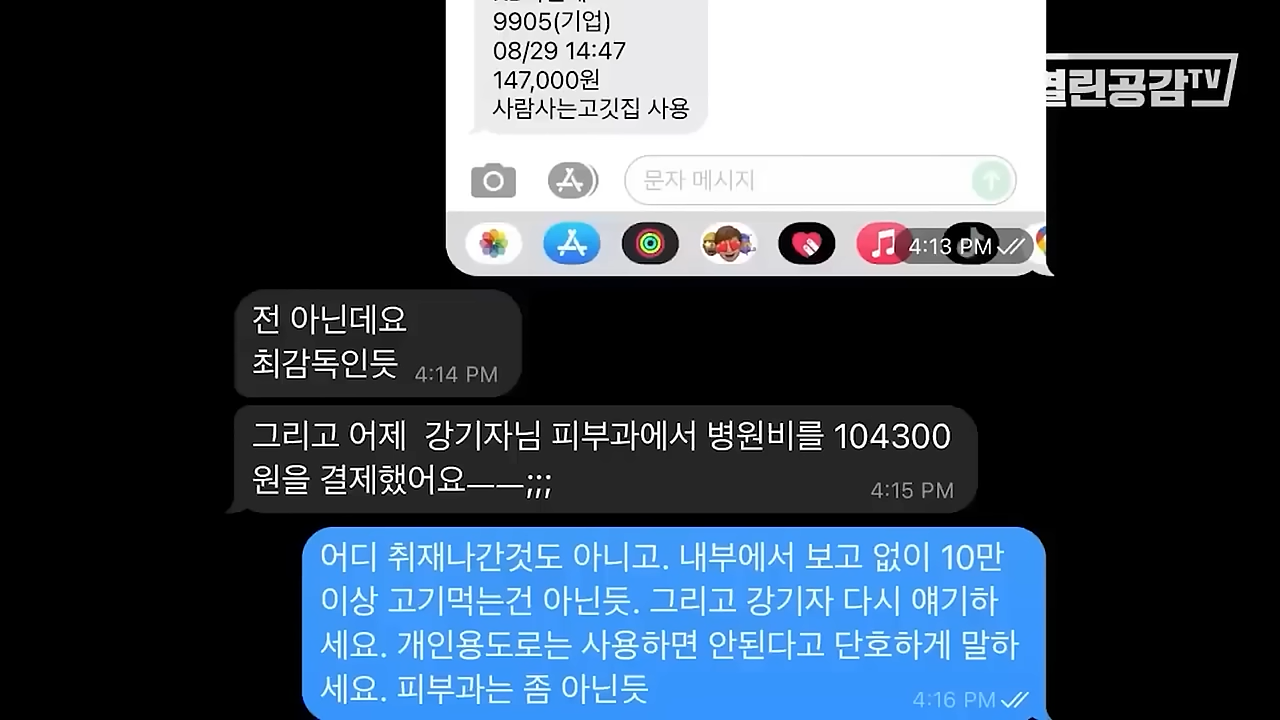 9905(기업)
08/29 14:47
147,000원
사람사는고깃집 사용
열린공감TV
문자 메시지
4:13 PM
전 아닌데요
최감독인듯 4:14 PM
그리고 어제 강기자님 피부과에서 병원비를 104300
원을 결제했어요ㅡㅡ;;;
4:15 PM
어디 취재나간것도 아니고. 내부에서 보고 없이 10만
이상 고기먹는건 아닌듯. 그리고 강기자 다시 얘기하
세요. 개인용도로는 사용하면 안된다고 단호하게 말하
세요. 피부과는 좀 아닌듯
4:16 PM